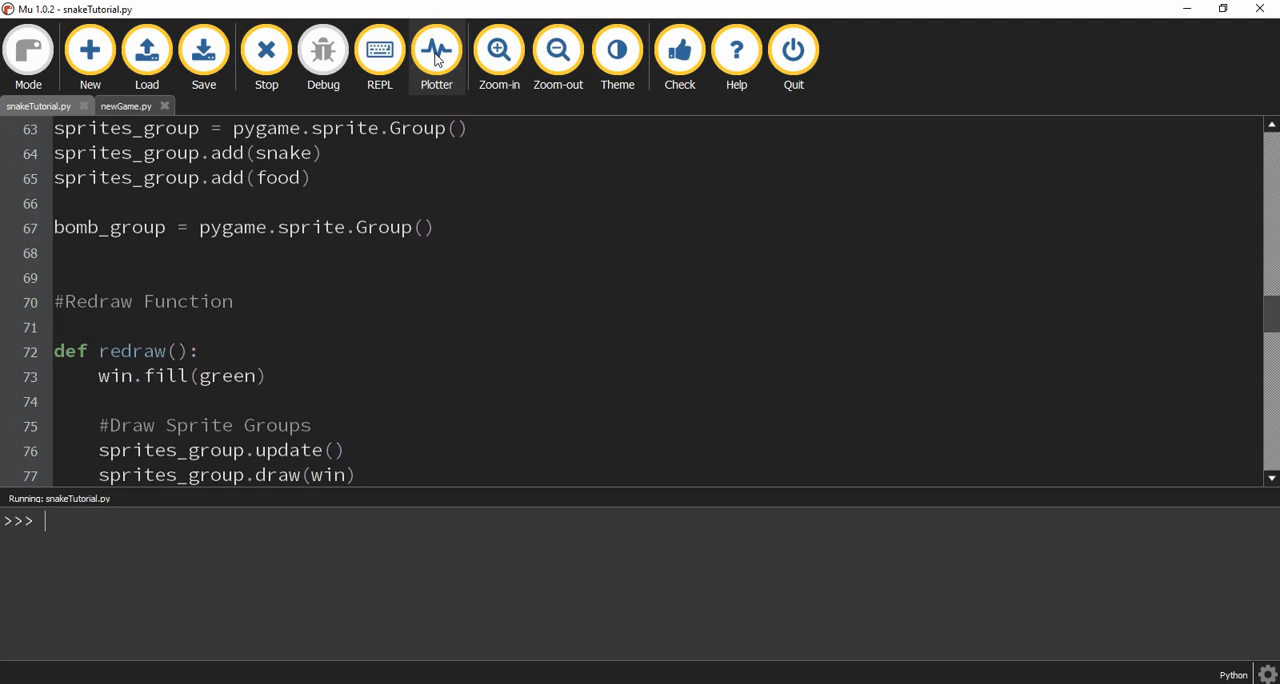 Mu 1.0.2 - snakeTutorial.py
Mode New Load Save Stop Debug REPL Plotter Zoom-in Zoom-out Theme Check Help Quit
snakeTutorial.py newGame.py
63 sprites_group = pygame.sprite.Group()
64 sprites_group.add(snake)
65 sprites_group.add(food)
66
67 bomb_group = pygame.sprite.Group()
68
69
70 #Redraw Function
71
72 def redraw():
73 win.fill(green)
74
75 #Draw Sprite Groups
76 sprites_group.update()
77 sprites_group.draw(win)
Running: snakeTutorial.py
>>>
Python